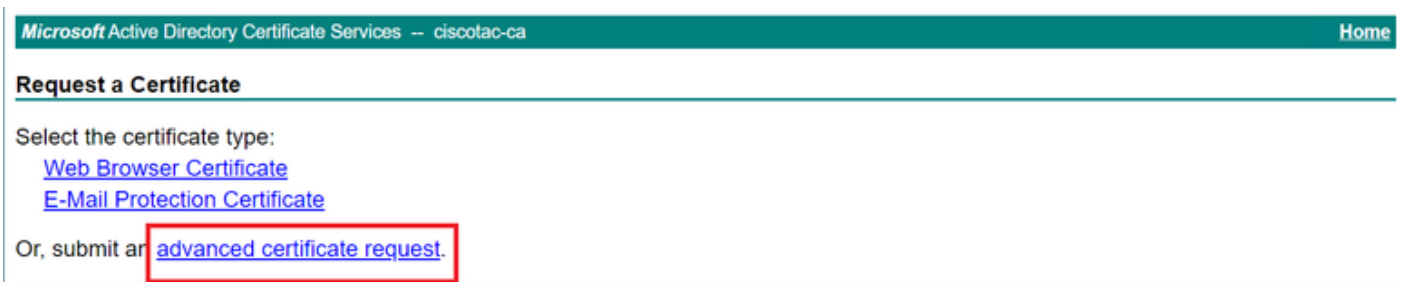 Microsoft Active Directory Certificate Services -- ciscotac-ca Home
Request a Certificate
Select the certificate type:
Web Browser Certificate
E-Mail Protection Certificate
Or, submit an advanced certificate request.